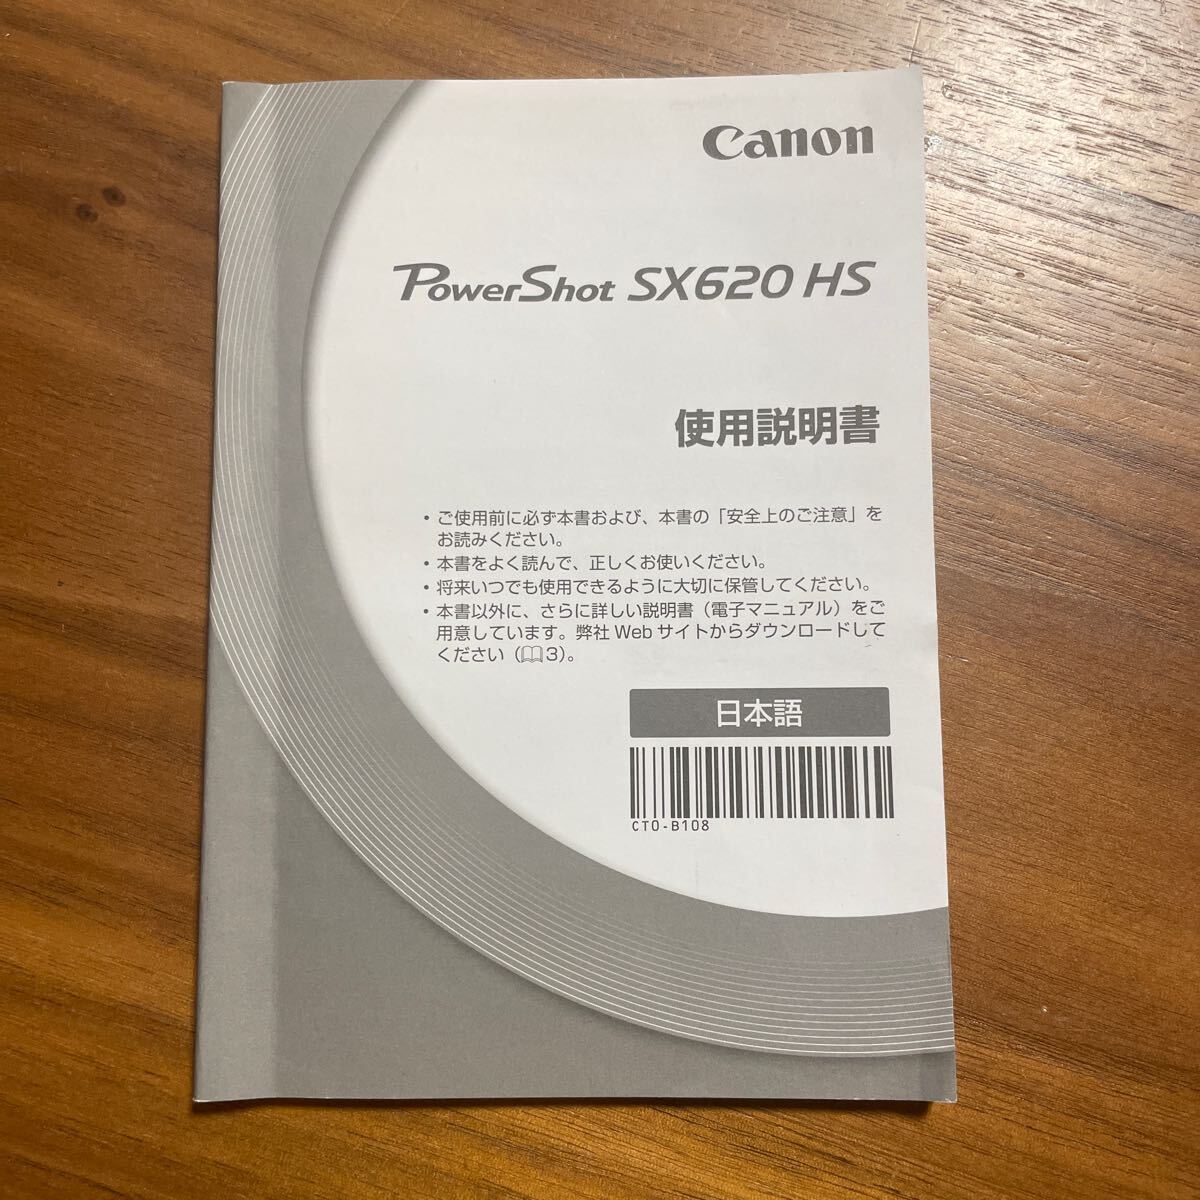 Canon
PowerShot SX620 HS
使用説明書
・ご使用前に必ず本書および、本書の「安全上のご注意」を
お読みください。
・本書をよく読んで、正しくお使いください。
・将来いつでも使用できるように大切に保管してください。
・本書以外に、さらに詳しい説明書（電子マニュアル）をご
用意しています。弊社 Web サイトからダウンロードして
ください（📖3）。
日本語
CT0-B108